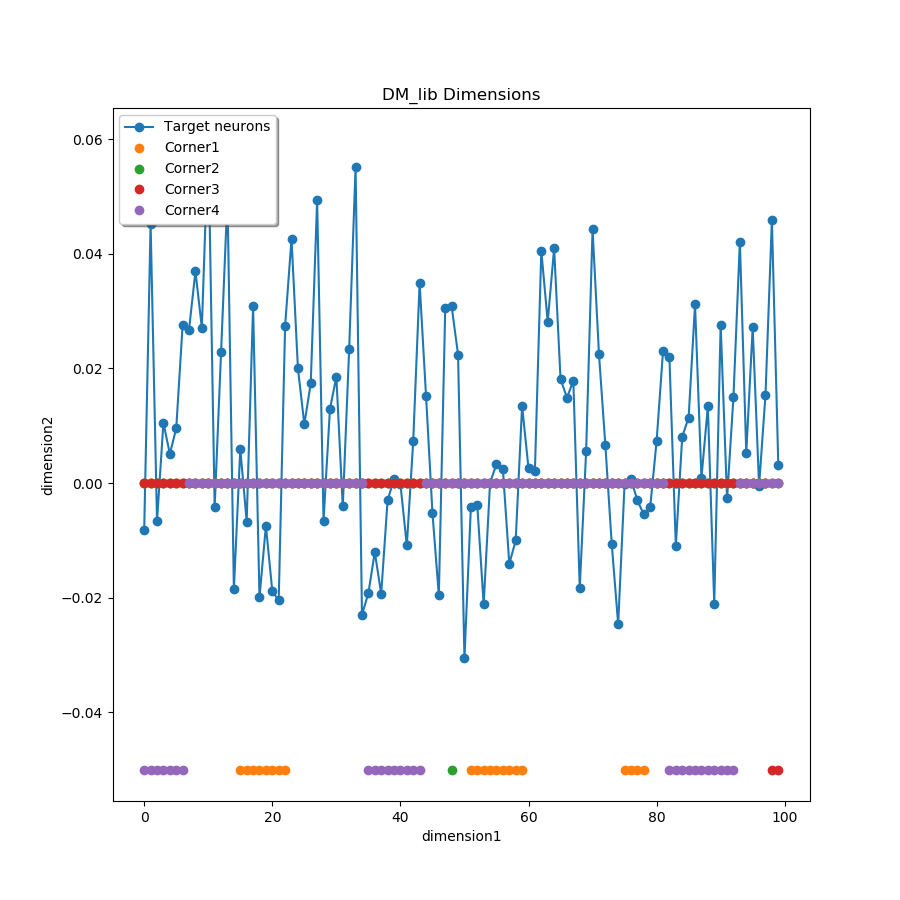 DM_lib Dimensions
Target neurons
Corner1
Corner2
Corner3
Corner4
0.06
0.04
0.02
0.00
−0.02
−0.04
dimension2
0 20 40 60 80 100
dimension1